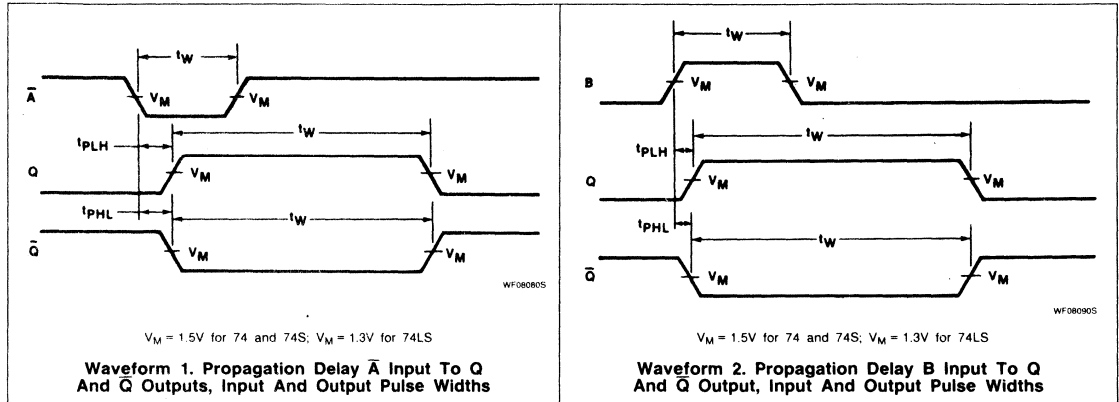 tW
A̅
VM
VM
tW
tPLH
Q
VM
VM
tPHL
tW
Q̅
VM
VM
WF08080S
VM = 1.5V for 74 and 74S; VM = 1.3V for 74LS
Waveform 1. Propagation Delay A̅ Input To Q
And Q̅ Outputs, Input And Output Pulse Widths
tW
B
VM
VM
tW
tPLH
Q
VM
VM
tPHL
tW
Q̅
VM
VM
WF08090S
VM = 1.5V for 74 and 74S; VM = 1.3V for 74LS
Waveform 2. Propagation Delay B Input To Q
And Q̅ Output, Input And Output Pulse Widths